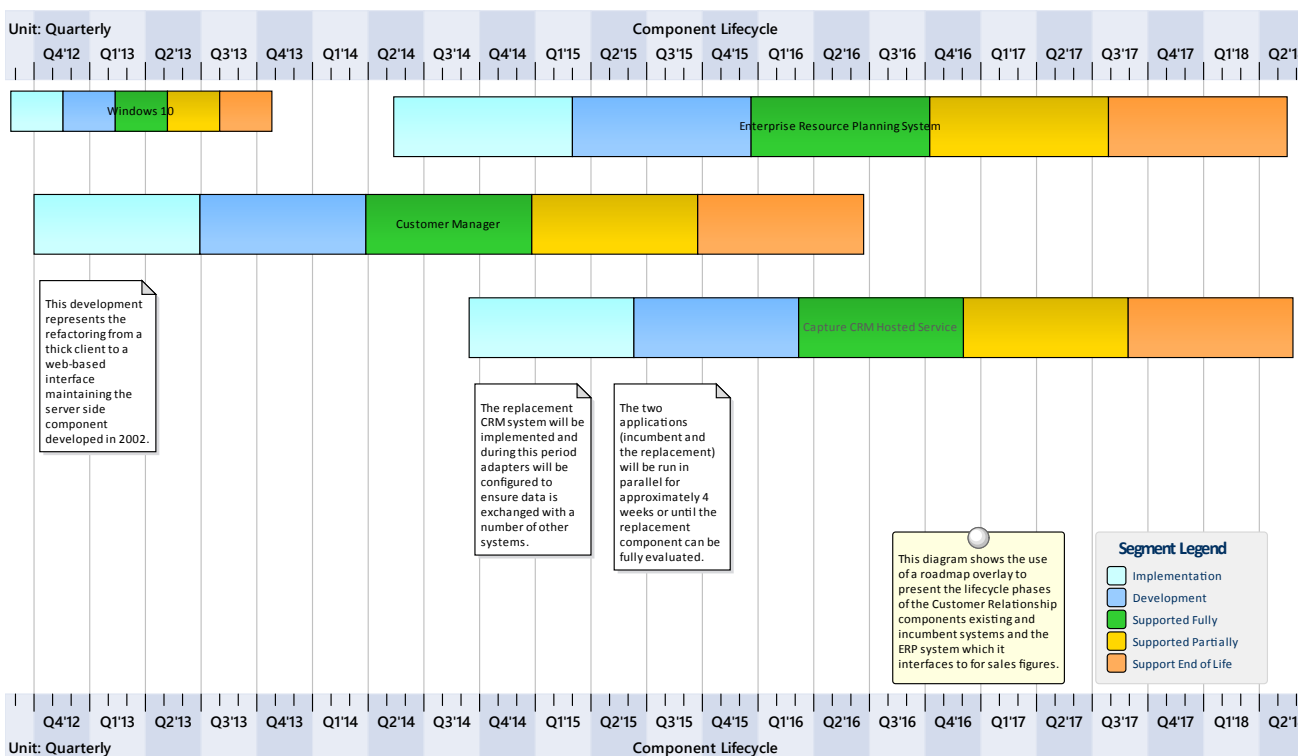 Unit: Quarterly Component Lifecycle
Q4'12 Q1'13 Q2'13 Q3'13 Q4'13 Q1'14 Q2'14 Q3'14 Q4'14 Q1'15 Q2'15 Q3'15 Q4'15 Q1'16 Q2'16 Q3'16 Q4'16 Q1'17 Q2'17 Q3'17 Q4'17 Q1'18 Q2'1
Windows 10
Enterprise Resource Planning System
Customer Manager
This development
represents the
refactoring from a
thick client to a
web-based
interface
maintaining the
server side
component
developed in 2002.
Capture CRM Hosted Service
The replacement
CRM system will be
implemented and
during this period
adapters will be
configured to
ensure data is
exchanged with a
number of other
systems.
The two
applications
(incumbent and
the replacement)
will be run in
parallel for
approximately 4
weeks or until the
replacement
component can be
fully evaluated.
This diagram shows the use
of a roadmap overlay to
present the lifecycle phases
of the Customer Relationship
components existing and
incumbent systems and the
ERP system which it
interfaces to for sales figures.
Segment Legend
Implementation
Development
Supported Fully
Supported Partially
Support End of Life
Q4'12 Q1'13 Q2'13 Q3'13 Q4'13 Q1'14 Q2'14 Q3'14 Q4'14 Q1'15 Q2'15 Q3'15 Q4'15 Q1'16 Q2'16 Q3'16 Q4'16 Q1'17 Q2'17 Q3'17 Q4'17 Q1'18 Q2'1
Unit: Quarterly Component Lifecycle